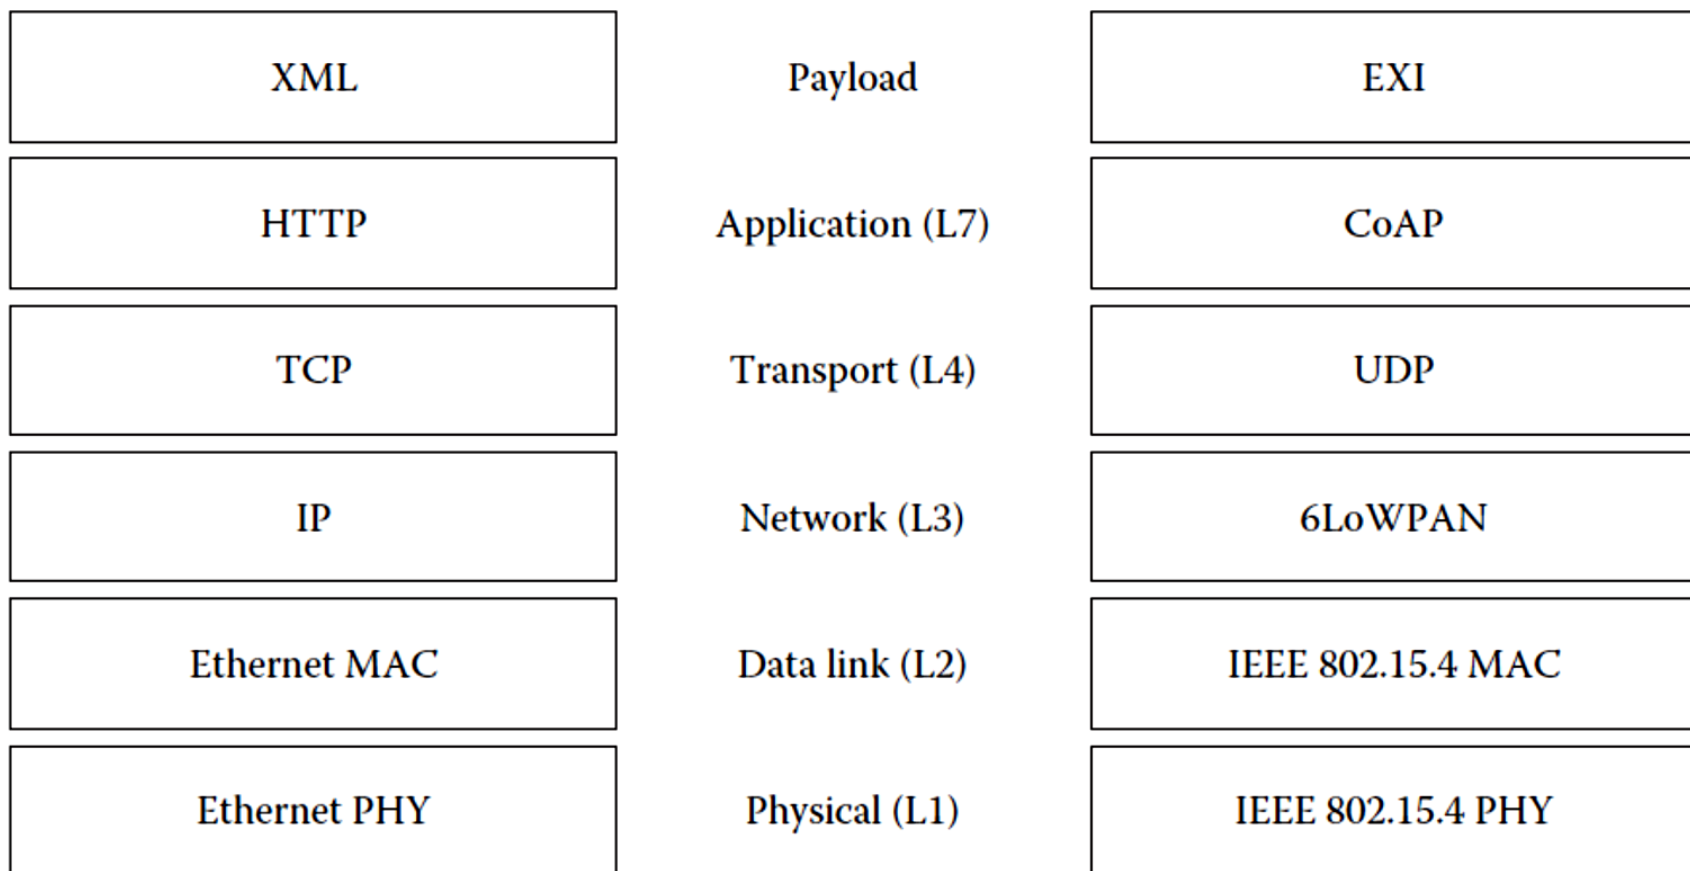 XML Payload EXI
HTTP Application (L7) CoAP
TCP Transport (L4) UDP
IP Network (L3) 6LoWPAN
Ethernet MAC Data link (L2) IEEE 802.15.4 MAC
Ethernet PHY Physical (L1) IEEE 802.15.4 PHY